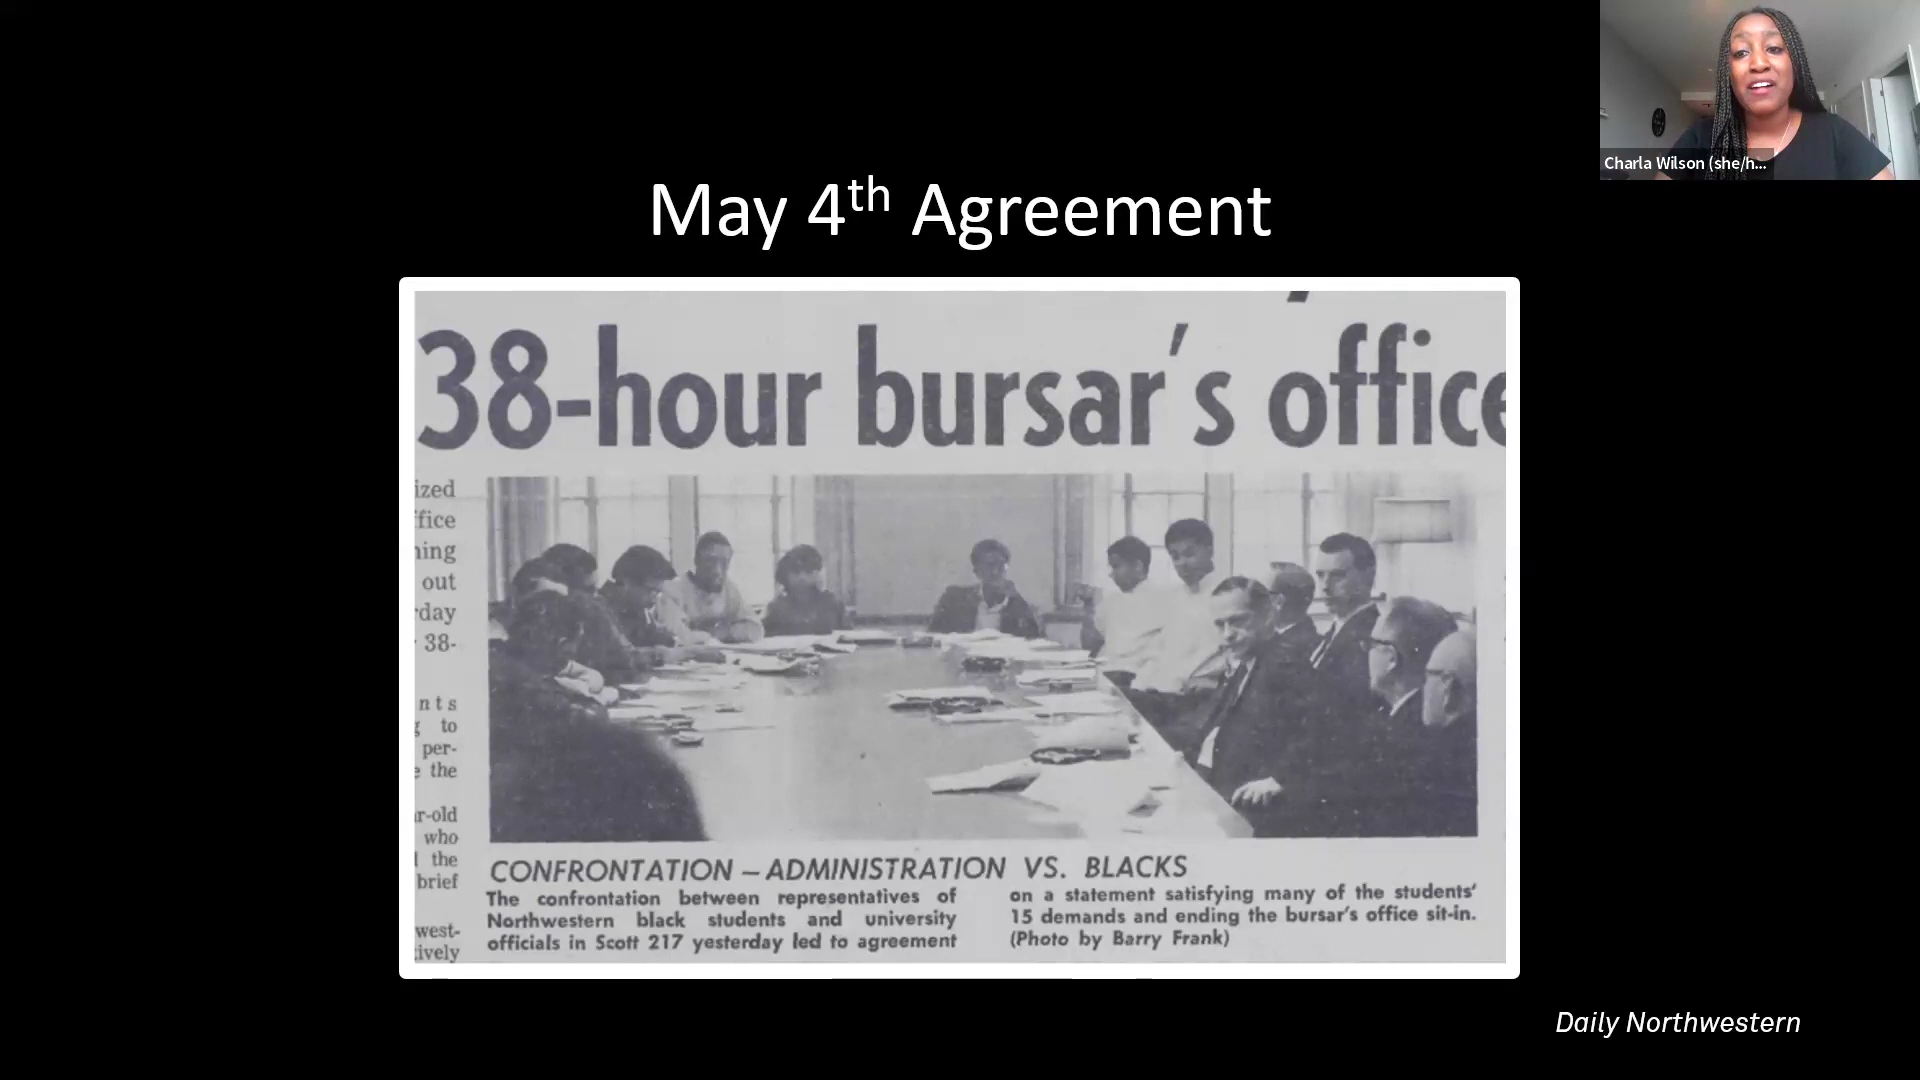 Charla Wilson (she/h...
May 4th Agreement
38-hour bursar's office
ized
ffice
ning
out
rday
38-
nts
to
per-
e the
r-old
who
the
brief
west-
tively
CONFRONTATION – ADMINISTRATION VS. BLACKS
The confrontation between representatives of
Northwestern black students and university
officials in Scott 217 yesterday led to agreement
on a statement satisfying many of the students'
15 demands and ending the bursar's office sit-in.
(Photo by Barry Frank)
Daily Northwestern